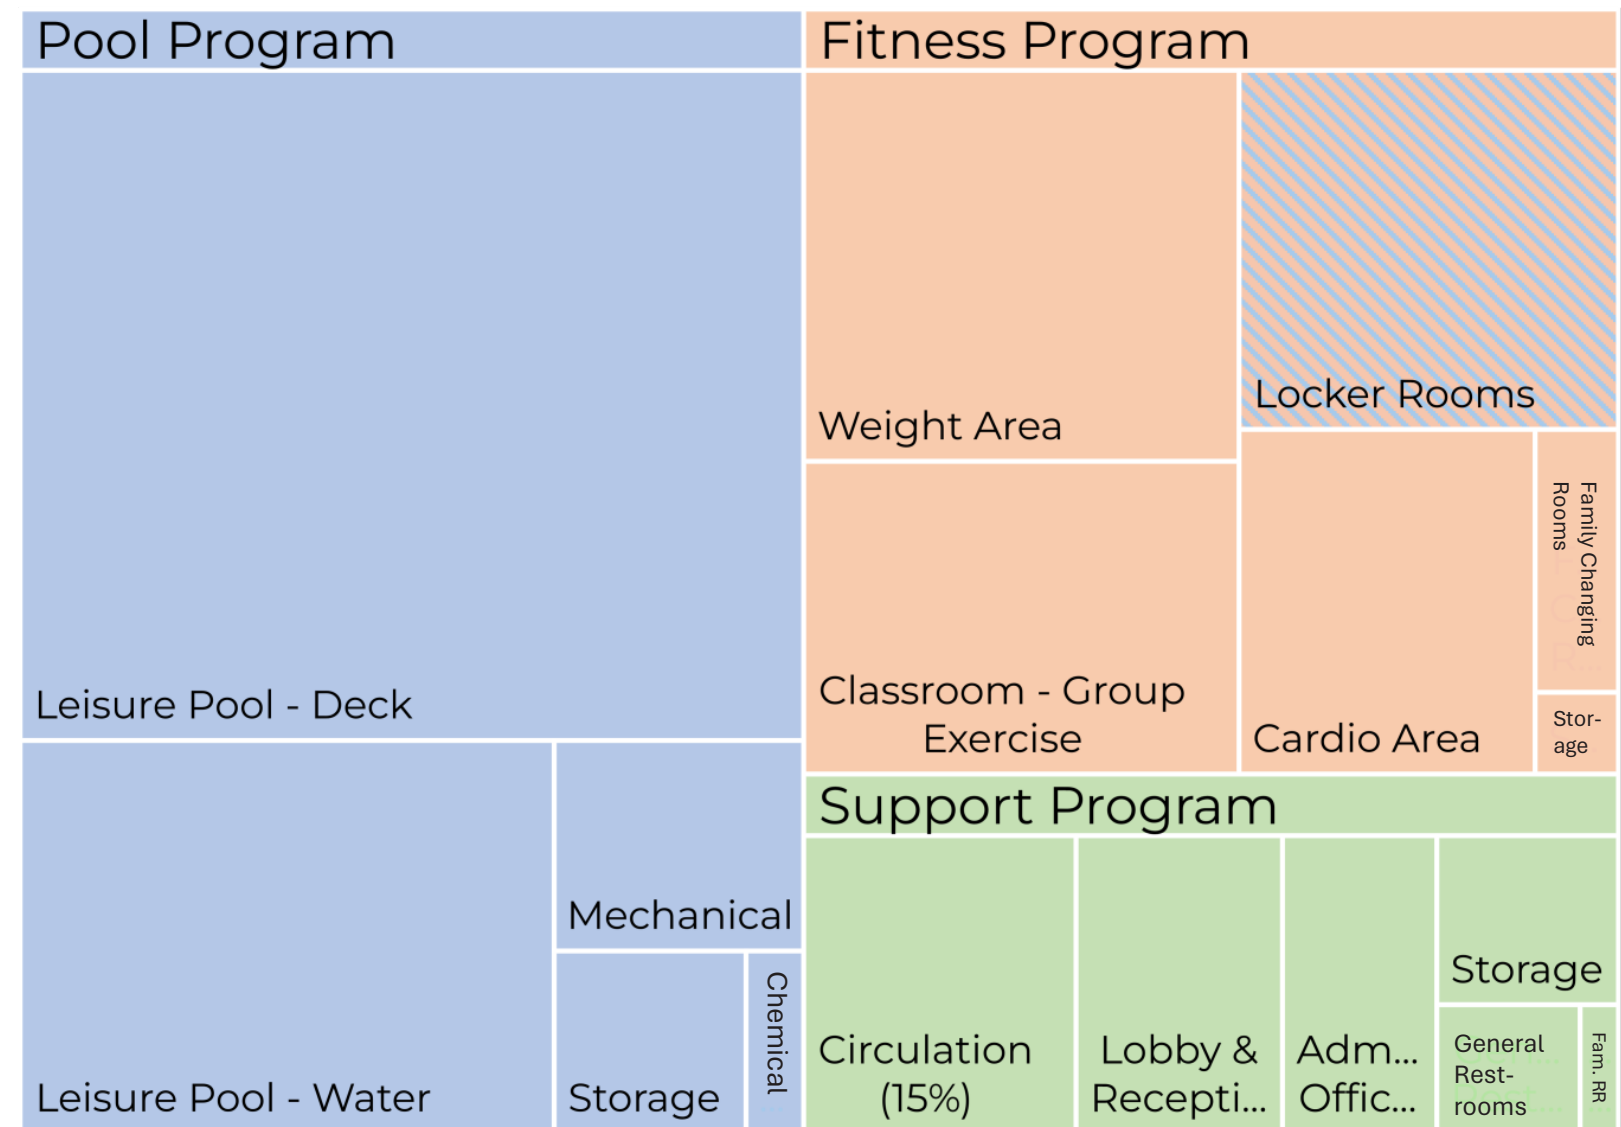 Pool Program
Leisure Pool - Deck
Leisure Pool - Water
Mechanical
Storage
Chemical
Fitness Program
Weight Area
Locker Rooms
Classroom - Group
Exercise
Cardio Area
Family Changing
Rooms
Stor-
age
Support Program
Circulation
(15%)
Lobby &
Recepti...
Adm...
Offic...
Storage
General
Rest-
rooms
Fam. RR